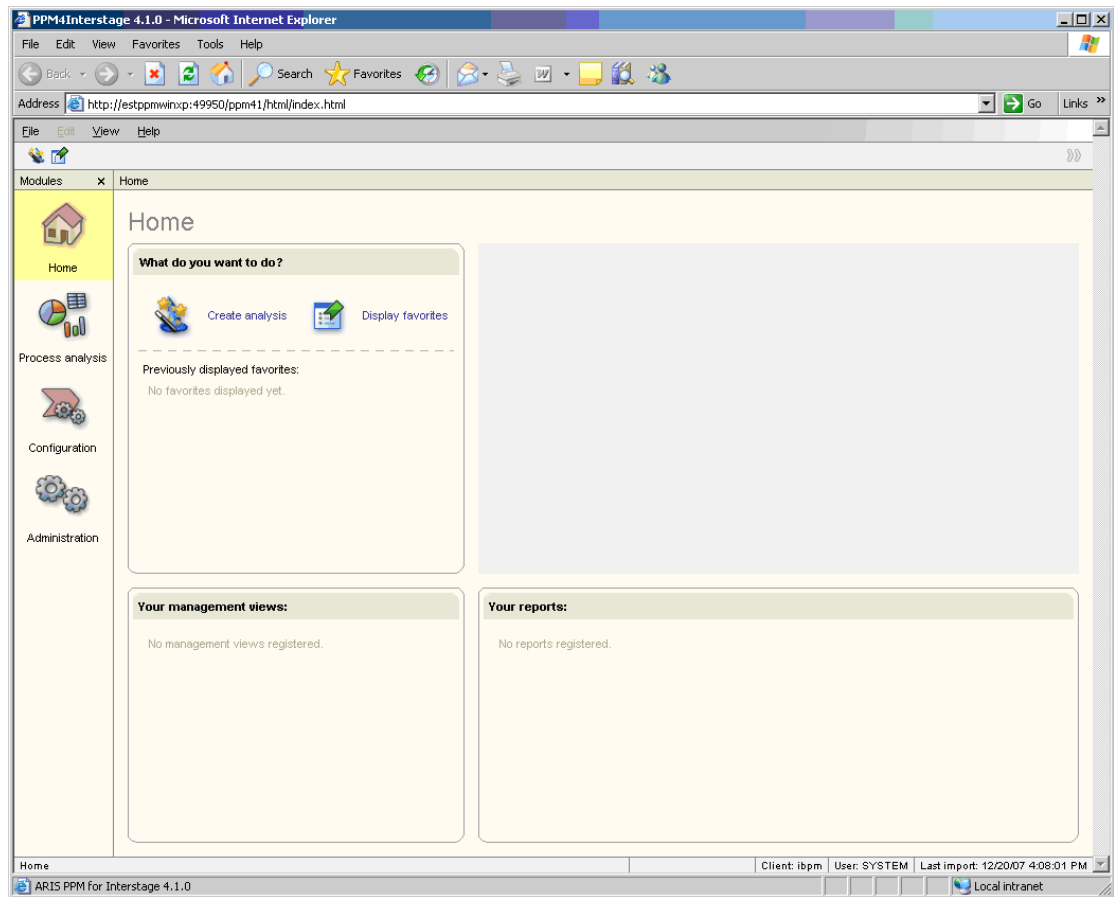 PPM4Interstage 4.1.0 - Microsoft Internet Explorer
File Edit View Favorites Tools Help
Back Search Favorites
Address http://estppmwinxp:49950/ppm41/html/index.html Go Links »
File Edit View Help
Modules x Home
Home
Home
What do you want to do?
Create analysis Display favorites
Process analysis
Previously displayed favorites:
No favorites displayed yet.
Configuration
Administration
Your management views: Your reports:
No management views registered. No reports registered.
Home Client: ibpm User: SYSTEM Last import: 12/20/07 4:08:01 PM
ARIS PPM for Interstage 4.1.0 Local intranet